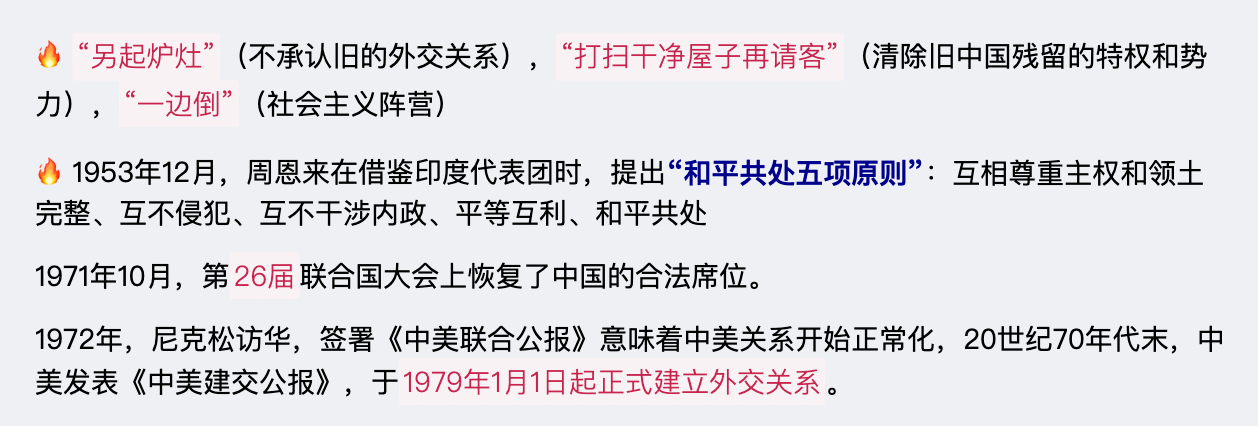 🔥 “另起炉灶”（不承认旧的外交关系），“打扫干净屋子再请客”（清除旧中国残留的特权和势
力），“一边倒”（社会主义阵营）
🔥 1953年12月，周恩来在借鉴印度代表团时，提出“和平共处五项原则”：互相尊重主权和领土
完整、互不侵犯、互不干涉内政、平等互利、和平共处
1971年10月，第26届联合国大会上恢复了中国的合法席位。
1972年，尼克松访华，签署《中美联合公报》意味着中美关系开始正常化，20世纪70年代末，中
美发表《中美建交公报》，于1979年1月1日起正式建立外交关系。